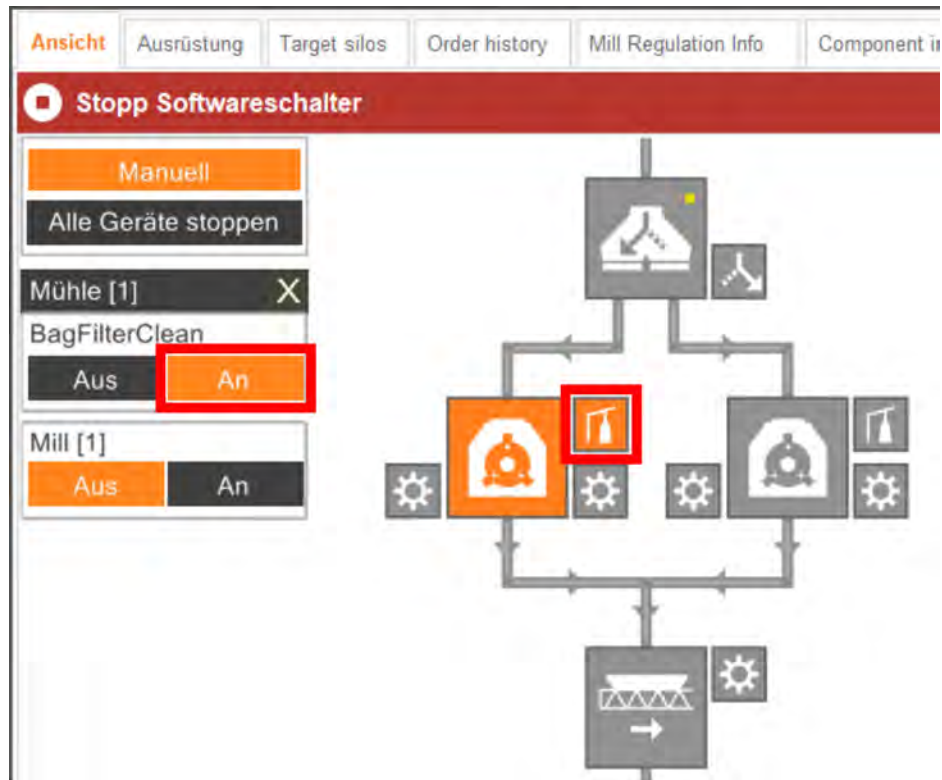 Ansicht Ausrüstung Target silos Order history Mill Regulation Info Component
Stopp Softwareschalter
Manuell
Alle Geräte stoppen
Mühle [1] X
BagFilterClean
Aus An
Mill [1]
Aus An